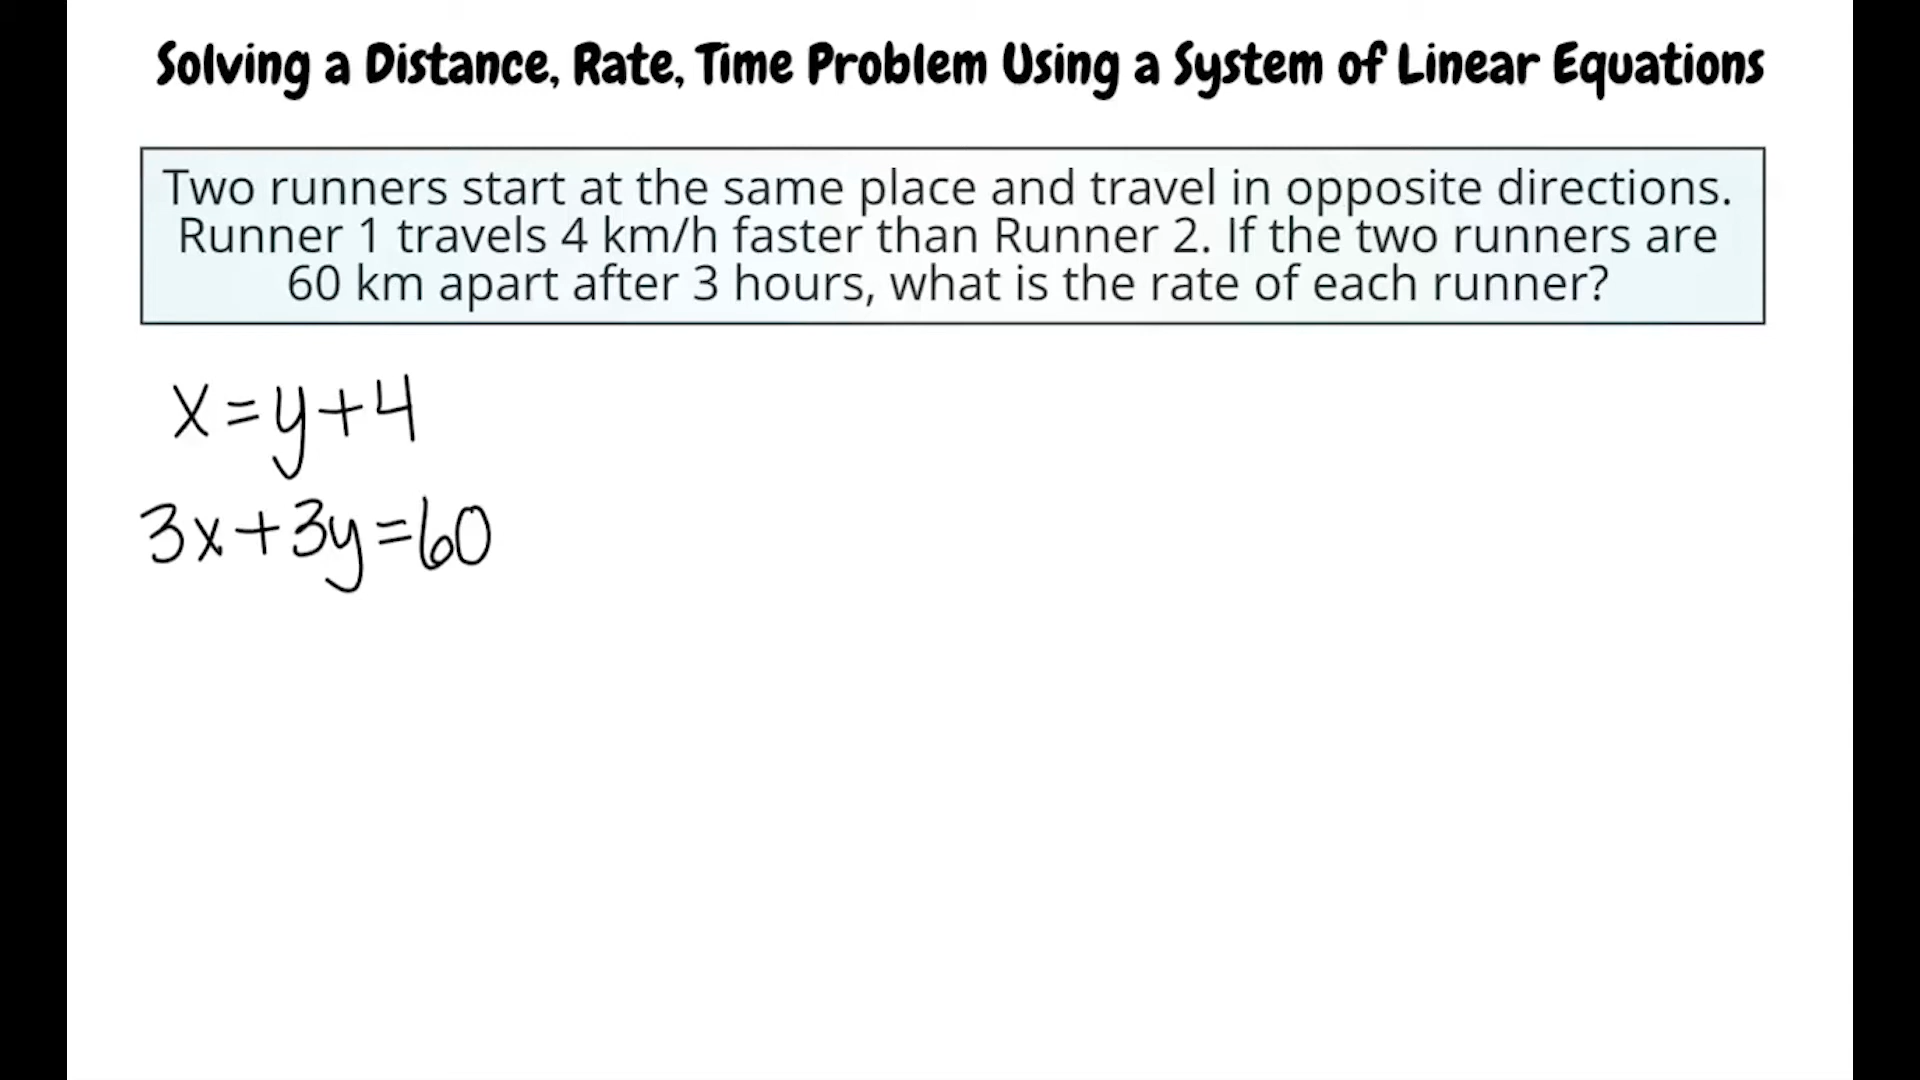 Solving a Distance, Rate, Time Problem Using a System of Linear Equations
Two runners start at the same place and travel in opposite directions.
Runner 1 travels 4 km/h faster than Runner 2. If the two runners are
60 km apart after 3 hours, what is the rate of each runner?
x=y+4
3x+3y=60